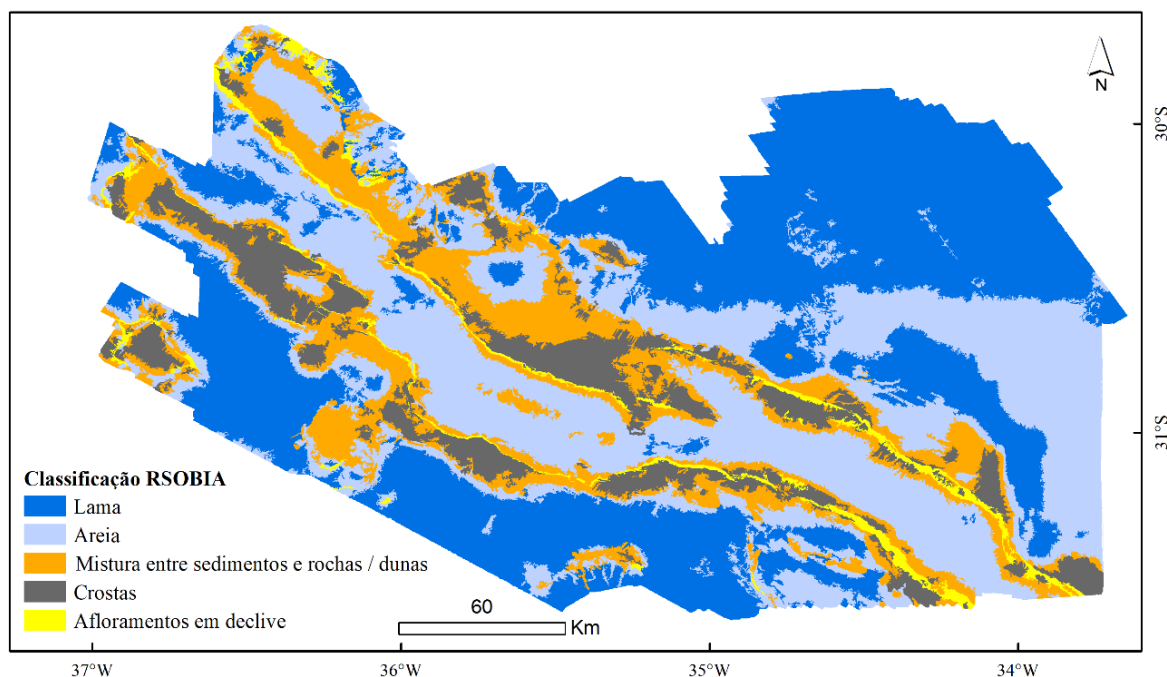 N
30°S
31°S
Classificação RSOBIA
Lama
Areia
Mistura entre sedimentos e rochas / dunas
Crostas
Afloramentos em declive
60
Km
37°W
36°W
35°W
34°W